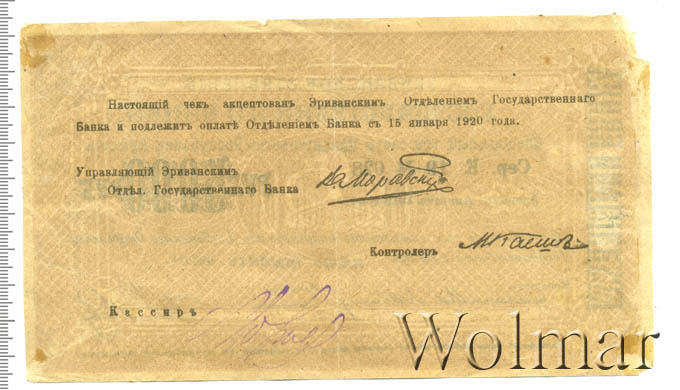 Настоящій чекъ акцептованъ Эриванскимъ Отдѣленіемъ Государственнаго
Банка и подлежитъ оплатѣ Отдѣленіемъ Банка съ 15 января 1920 года.
Управляющій Эриванскимъ
Отдѣл. Государственнаго Банка
Контролеръ
Кассиръ
Wolmar